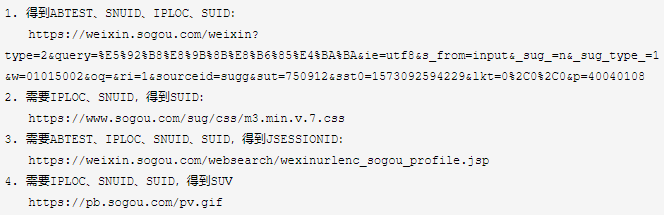 1. 得到ABTEST、SNUID、IPLOC、SUID:
https://weixin.sogou.com/weixin?
type=2&query=%E5%92%B8%E8%9B%8B%E8%B6%85%E4%BA%BA&ie=utf8&s_from=input&_sug_=n&_sug_type_=1
&w=01015002&oq=&ri=1&sourceid=sugg&sut=750912&sst0=1573092594229&lkt=0%2C0%2C0&p=40040108
2. 需要IPLOC、SNUID，得到SUID:
https://www.sogou.com/sug/css/m3.min.v.7.css
3. 需要ABTEST、IPLOC、SNUID、SUID，得到JSESSIONID:
https://weixin.sogou.com/websearch/wexinurlenc_sogou_profile.jsp
4. 需要IPLOC、SNUID、SUID，得到SUV
https://pb.sogou.com/pv.gif